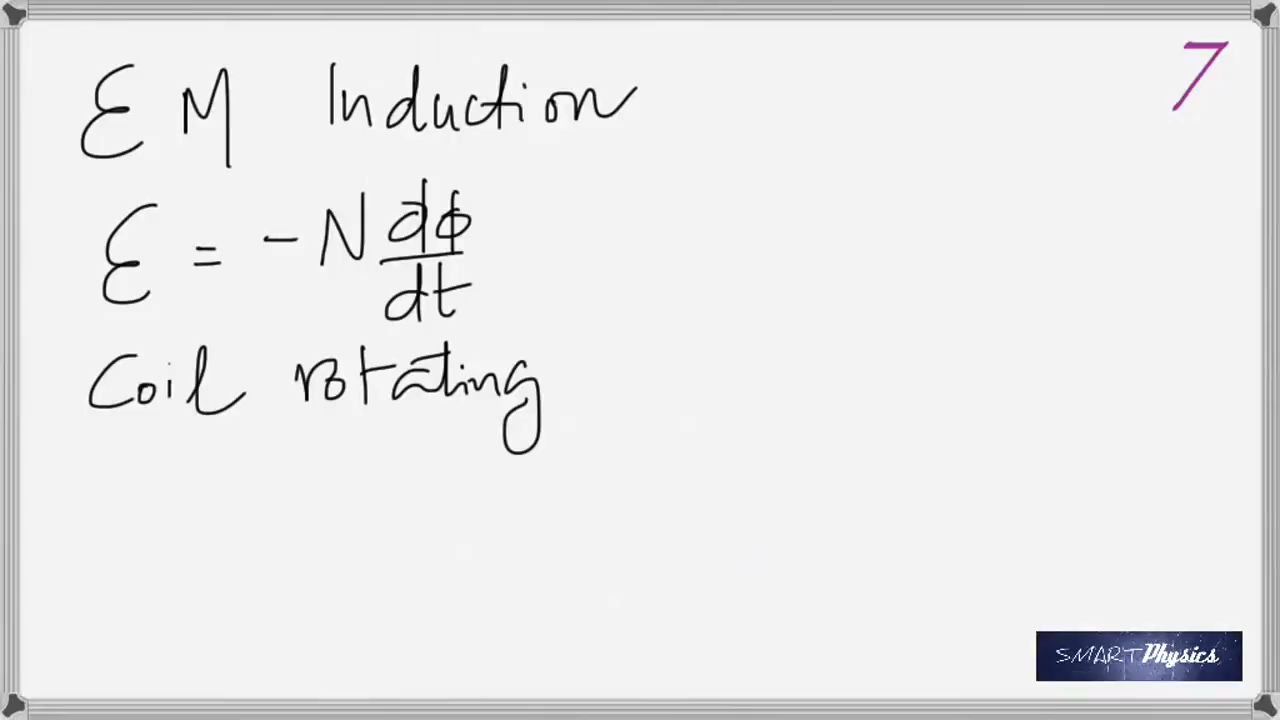 EM Induction
7
ε = - N dφ/dt
Coil rotating
SMART Physics